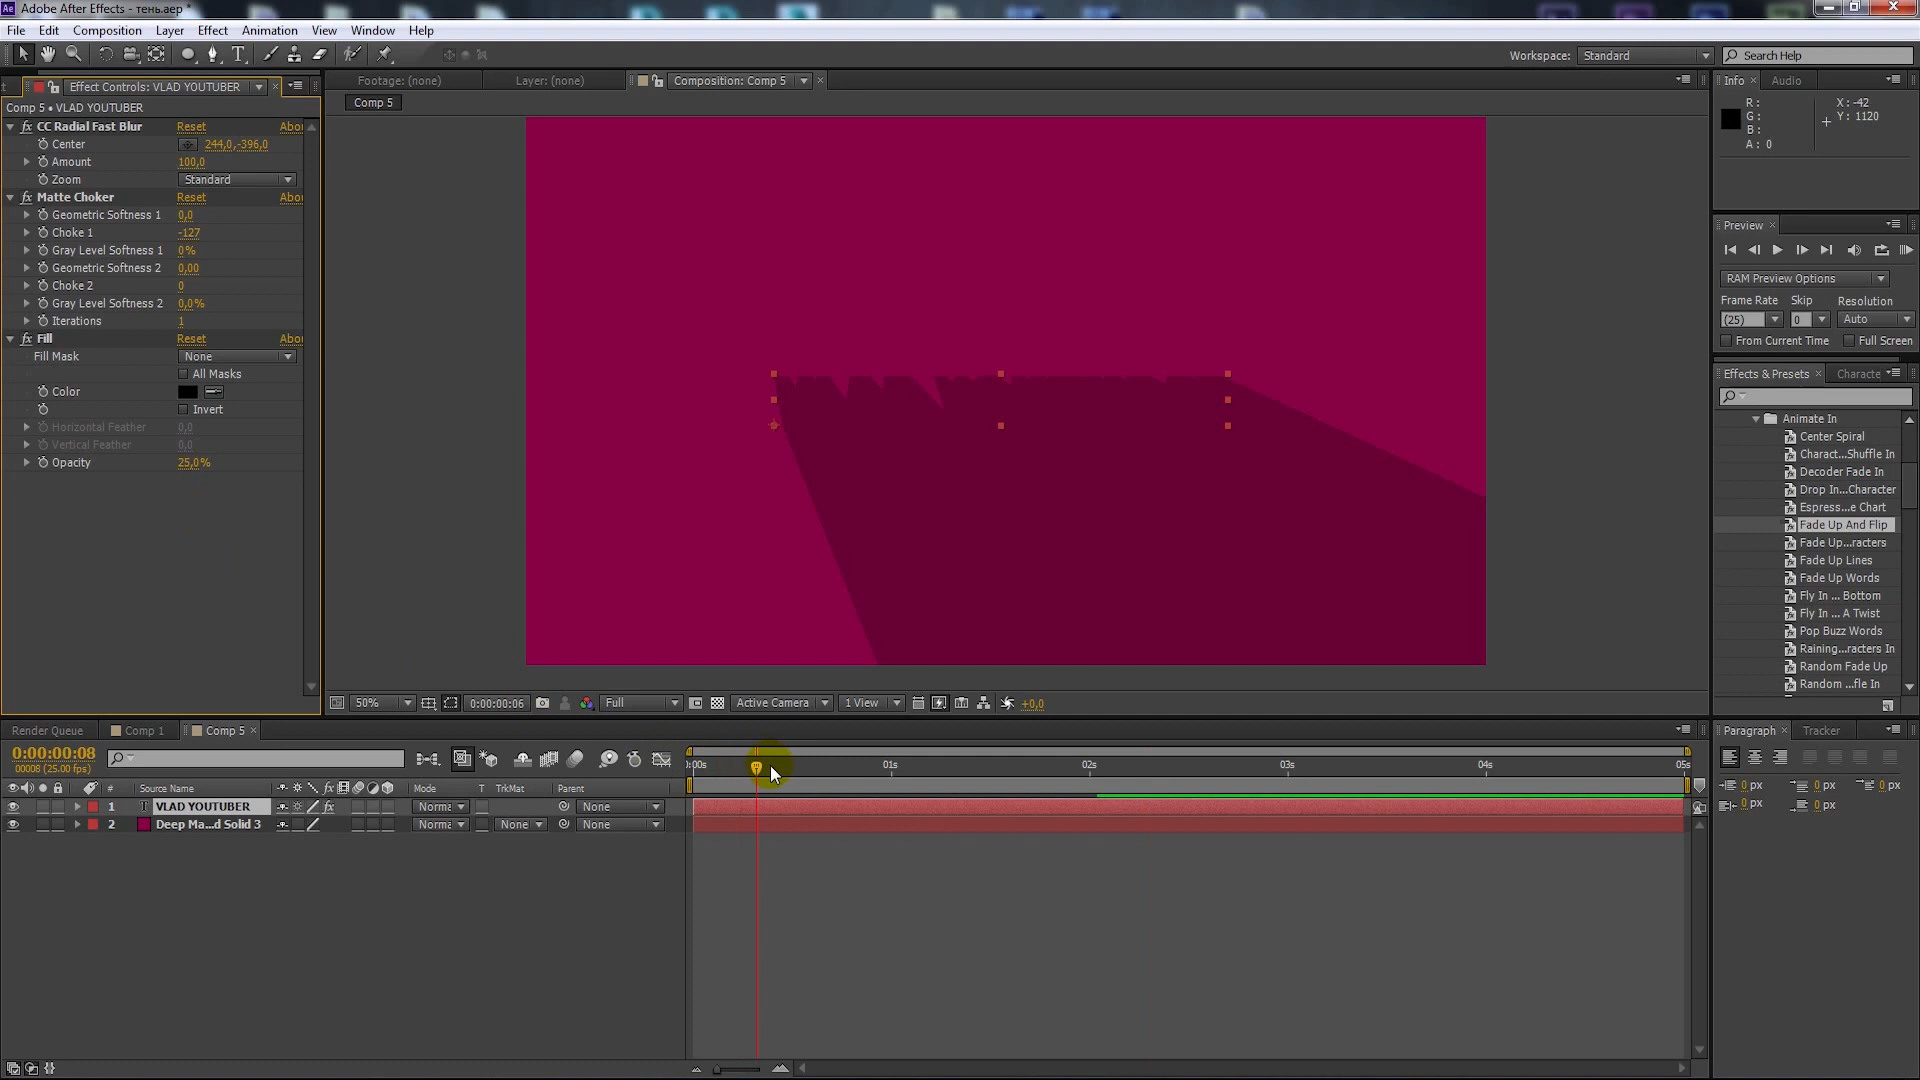 Adobe After Effects - тень.aep *
File Edit Composition Layer Effect Animation View Window Help
Workspace: Standard Search Help
Effect Controls: VLAD YOUTUBER
Footage: (none) Layer: (none) Composition: Comp 5
Info Audio
Comp 5 • VLAD YOUTUBER
Comp 5
R: X: -42
G: Y: 1120
B:
A: 0
fx CC Radial Fast Blur Reset Abou
Center 244,0,-396,0
Amount 100,0
Zoom Standard
fx Matte Choker Reset Abou
Geometric Softness 1 0,0
Choke 1 -127
Gray Level Softness 1 0%
Geometric Softness 2 0,00
Choke 2 0
Gray Level Softness 2 0,0%
Iterations 1
fx Fill Reset Abou
Fill Mask None
All Masks
Color
Invert
Horizontal Feather 0,0
Vertical Feather 0,0
Opacity 25,0%
Preview
RAM Preview Options
Frame Rate Skip Resolution
(25) 0 Auto
From Current Time Full Screen
Effects & Presets Characte
Animate In
Center Spiral
Charact...Shuffle In
Decoder Fade In
Drop In...Character
Espress...e Chart
Fade Up And Flip
Fade Up...racters
Fade Up Lines
Fade Up Words
Fly In ... Bottom
Fly In ... A Twist
Pop Buzz Words
Raining...racters In
Random Fade Up
Random ...fle In
50% 0:00:00:06 Full Active Camera 1 View +0,0
Render Queue Comp 1 Comp 5
Paragraph Tracker
0:00:00:08
00008 (25.00 fps)
:00s 01s 02s 03s 04s 05s
# Source Name Mode T TrkMat Parent
1 T VLAD YOUTUBER fx Norma None
2 Deep Ma...d Solid 3 Norma None None
0 px 0 px 0 px
0 px 0 px